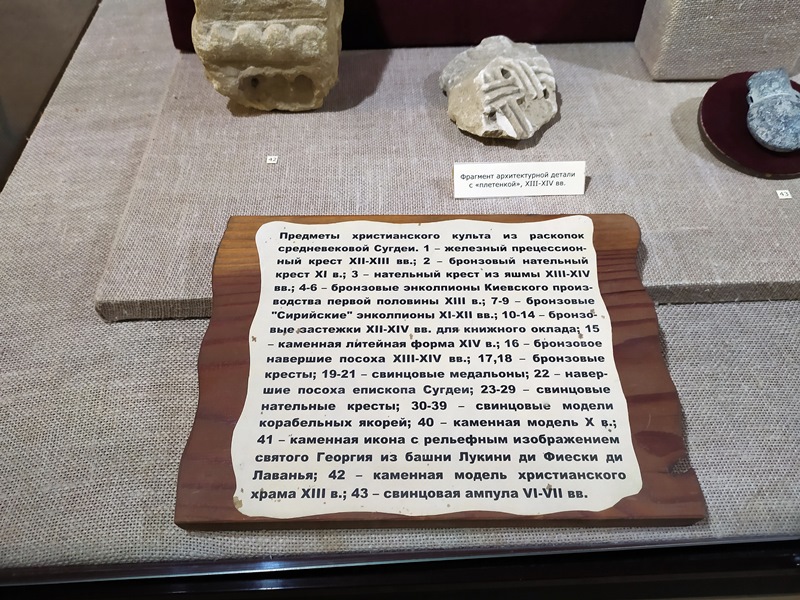 42
Фрагмент архитектурной детали
с «плетенкой», XIII-XIV вв.
43
Предметы христианского культа из раскопок
средневековой Сугдеи. 1 – железный прецессион-
ный крест XII-XIII вв.; 2 – бронзовый нательный
крест XI в.; 3 – нательный крест из яшмы XIII-XIV
вв.; 4-6 – бронзовые энколпионы Киевского произ-
водства первой половины XIII в.; 7-9 – бронзовые
"Сирийские" энколпионы XI-XII вв.; 10-14 – бронзо-
вые застежки XII-XIV вв. для книжного оклада; 15
– каменная литейная форма XIV в.; 16 – бронзовое
навершие посоха XIII-XIV вв.; 17,18 – бронзовые
кресты; 19-21 – свинцовые медальоны; 22 – навер-
шие посоха епископа Сугдеи; 23-29 – свинцовые
нательные кресты; 30-39 – свинцовые модели
корабельных якорей; 40 – каменная модель X в.;
41 – каменная икона с рельефным изображением
святого Георгия из башни Лукини ди Фиески ди
Лаванья; 42 – каменная модель христианского
храма XIII в.; 43 – свинцовая ампула VI-VII вв.